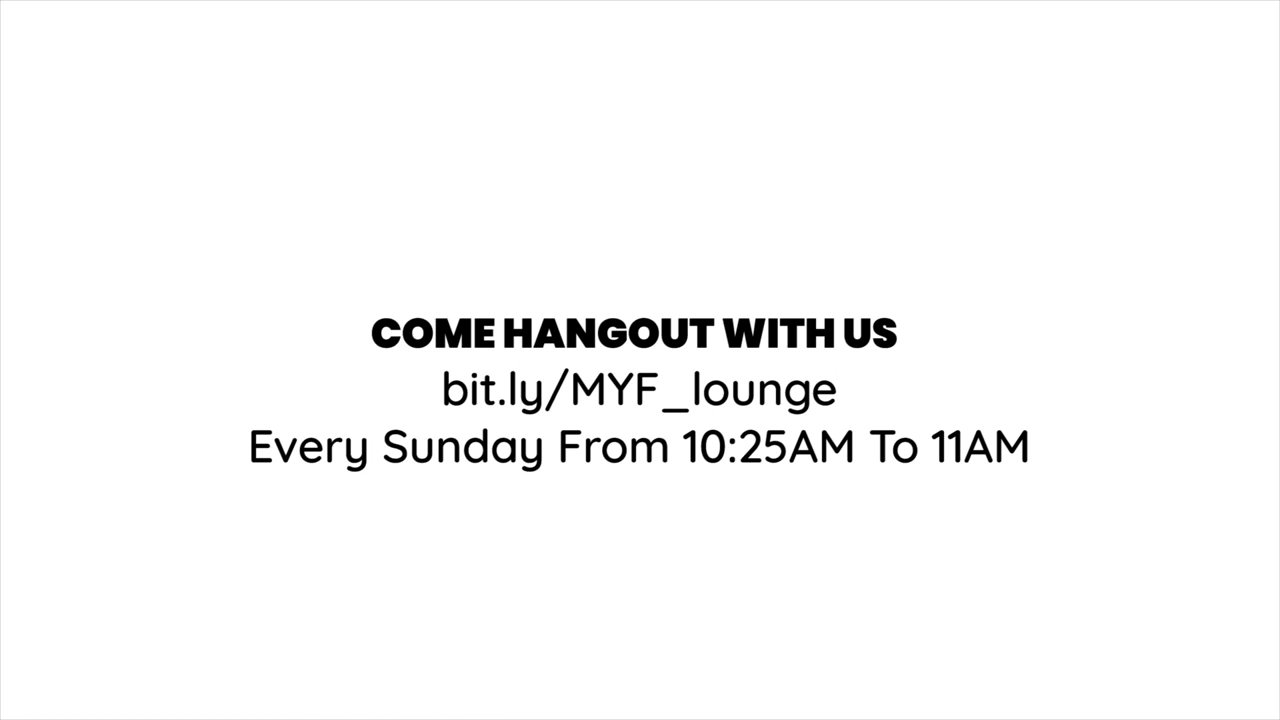 COME HANGOUT WITH US
bit.ly/MYF_lounge
Every Sunday From 10:25AM To 11AM